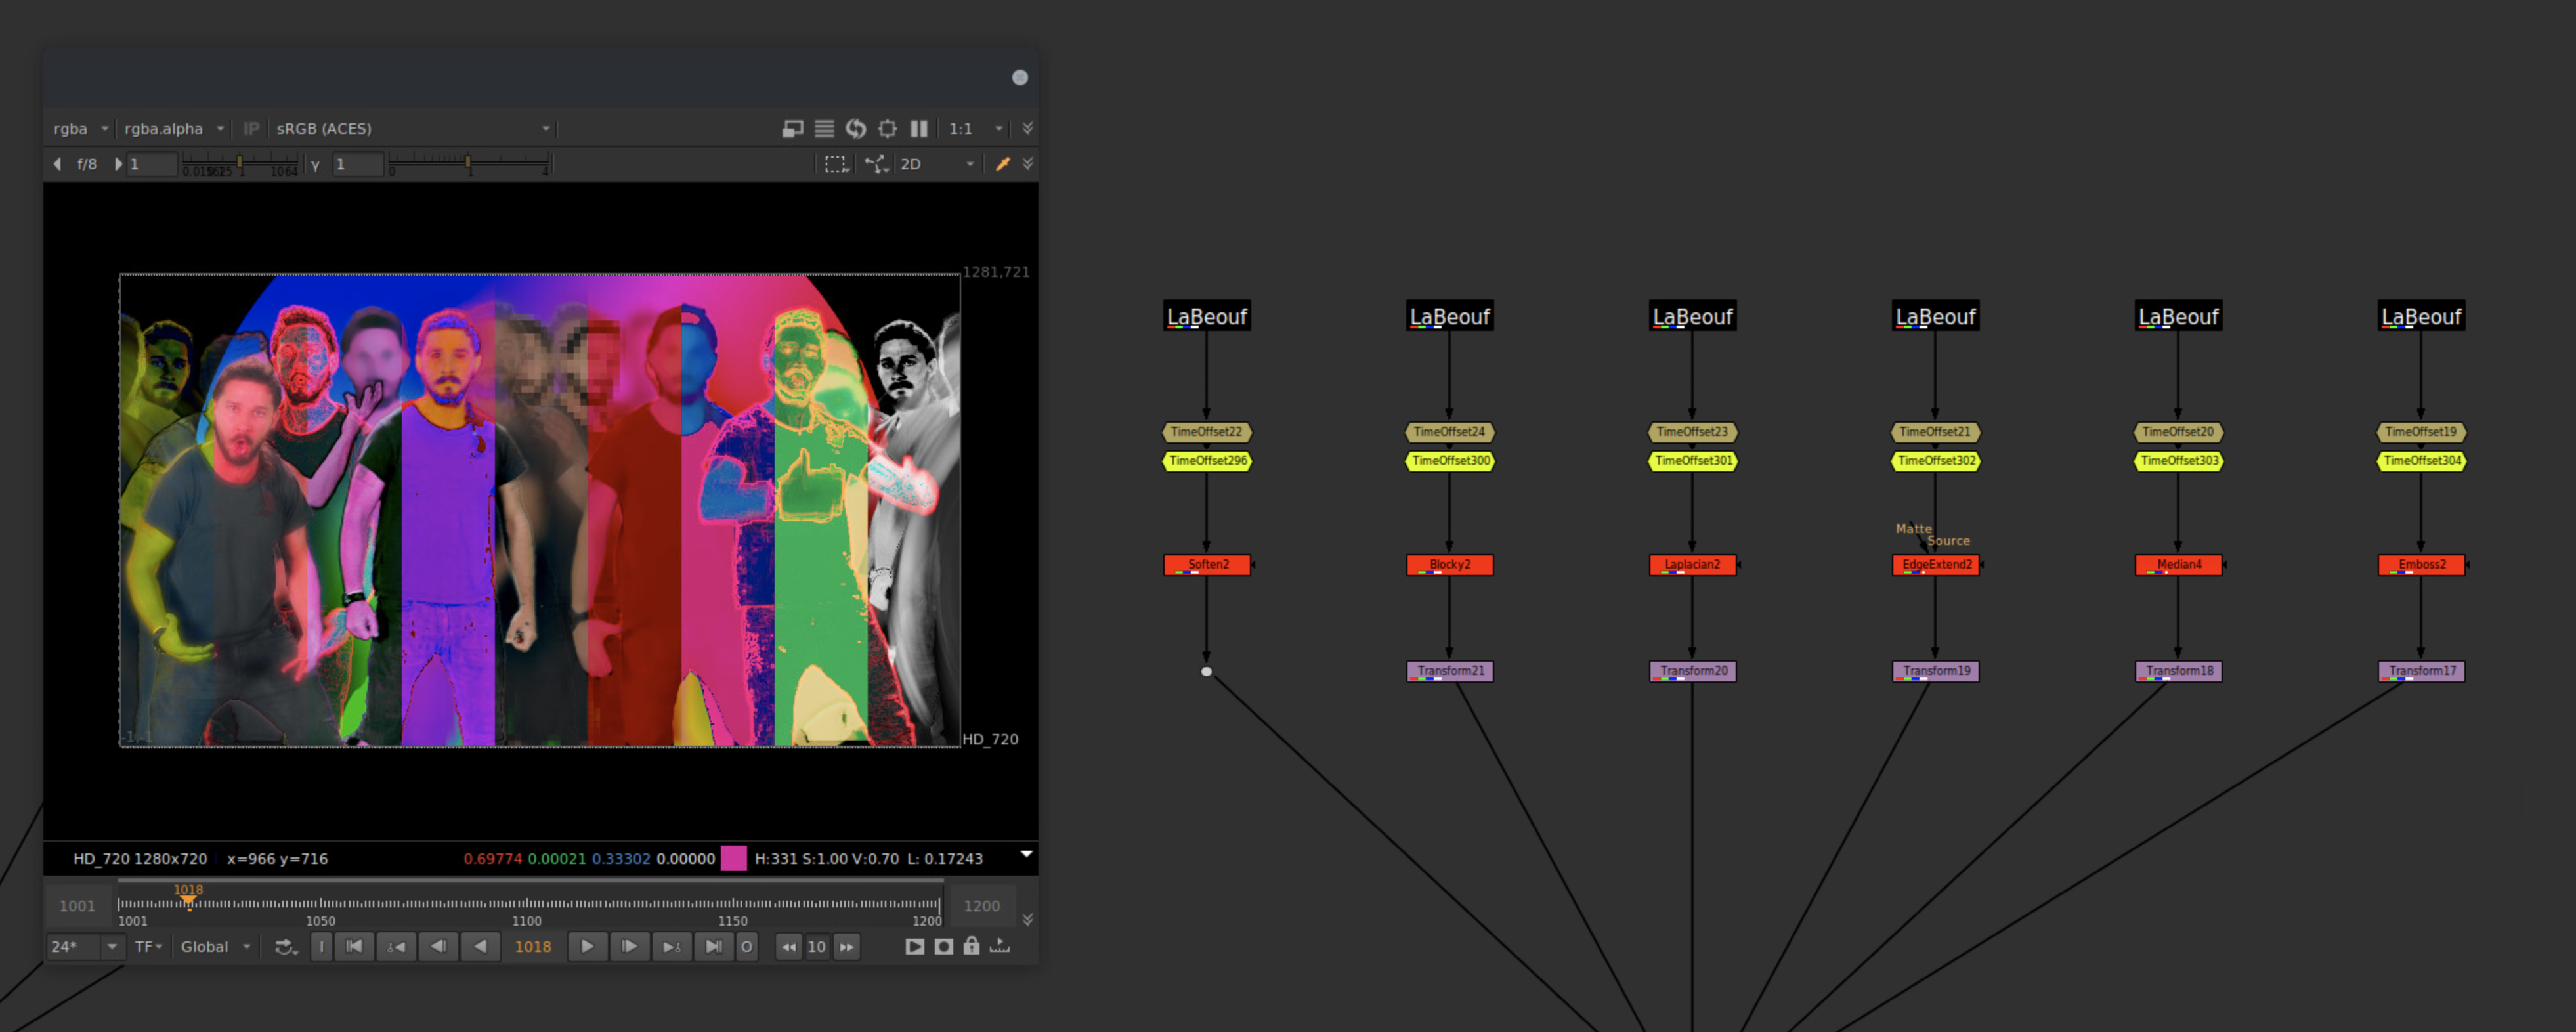 rgba rgba.alpha IP sRGB (ACES) 1:1
f/8 1 1064 γ 1 0 1 4 2D
1281,721
-1,-1
HD_720
HD_720 1280x720 x=966 y=716 0.69774 0.00021 0.33302 0.00000 H:331 S:1.00 V:0.70 L: 0.17243
1018
1001 1200
1001 1050 1100 1150 1200
24* TF Global I 1018 O 10
LaBeouf LaBeouf LaBeouf LaBeouf LaBeouf LaBeouf
TimeOffset22 TimeOffset24 TimeOffset23 TimeOffset21 TimeOffset20 TimeOffset19
TimeOffset296 TimeOffset300 TimeOffset301 TimeOffset302 TimeOffset303 TimeOffset304
Matte
Source
Soften2 Blocky2 Laplacian2 EdgeExtend2 Median4 Emboss2
Transform21 Transform20 Transform19 Transform18 Transform17